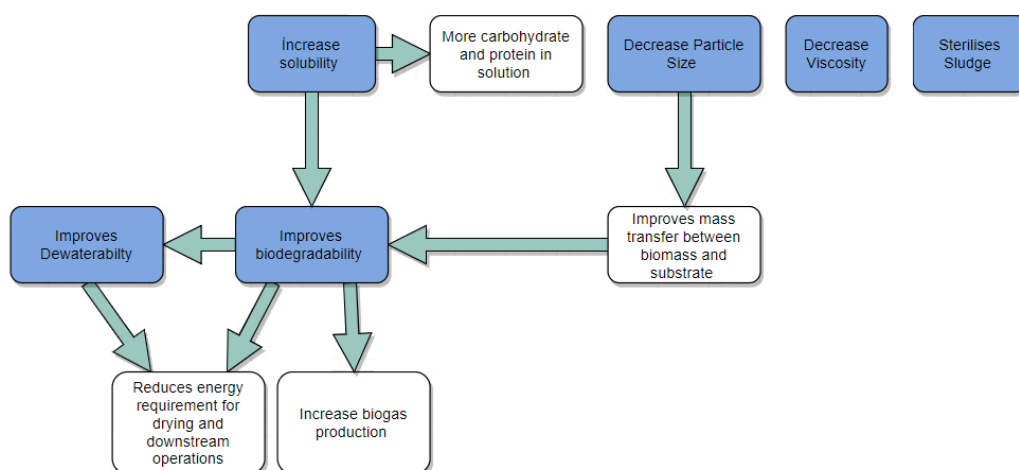 Íncrease
solubility
More carbohydrate
and protein in
solution
Decrease Particle
Size
Decrease
Viscosity
Sterilises
Sludge
Improves
Dewaterabilty
Improves
biodegradability
Improves mass
transfer between
biomass and
substrate
Reduces energy
requirement for
drying and
downstream
operations
Increase biogas
production